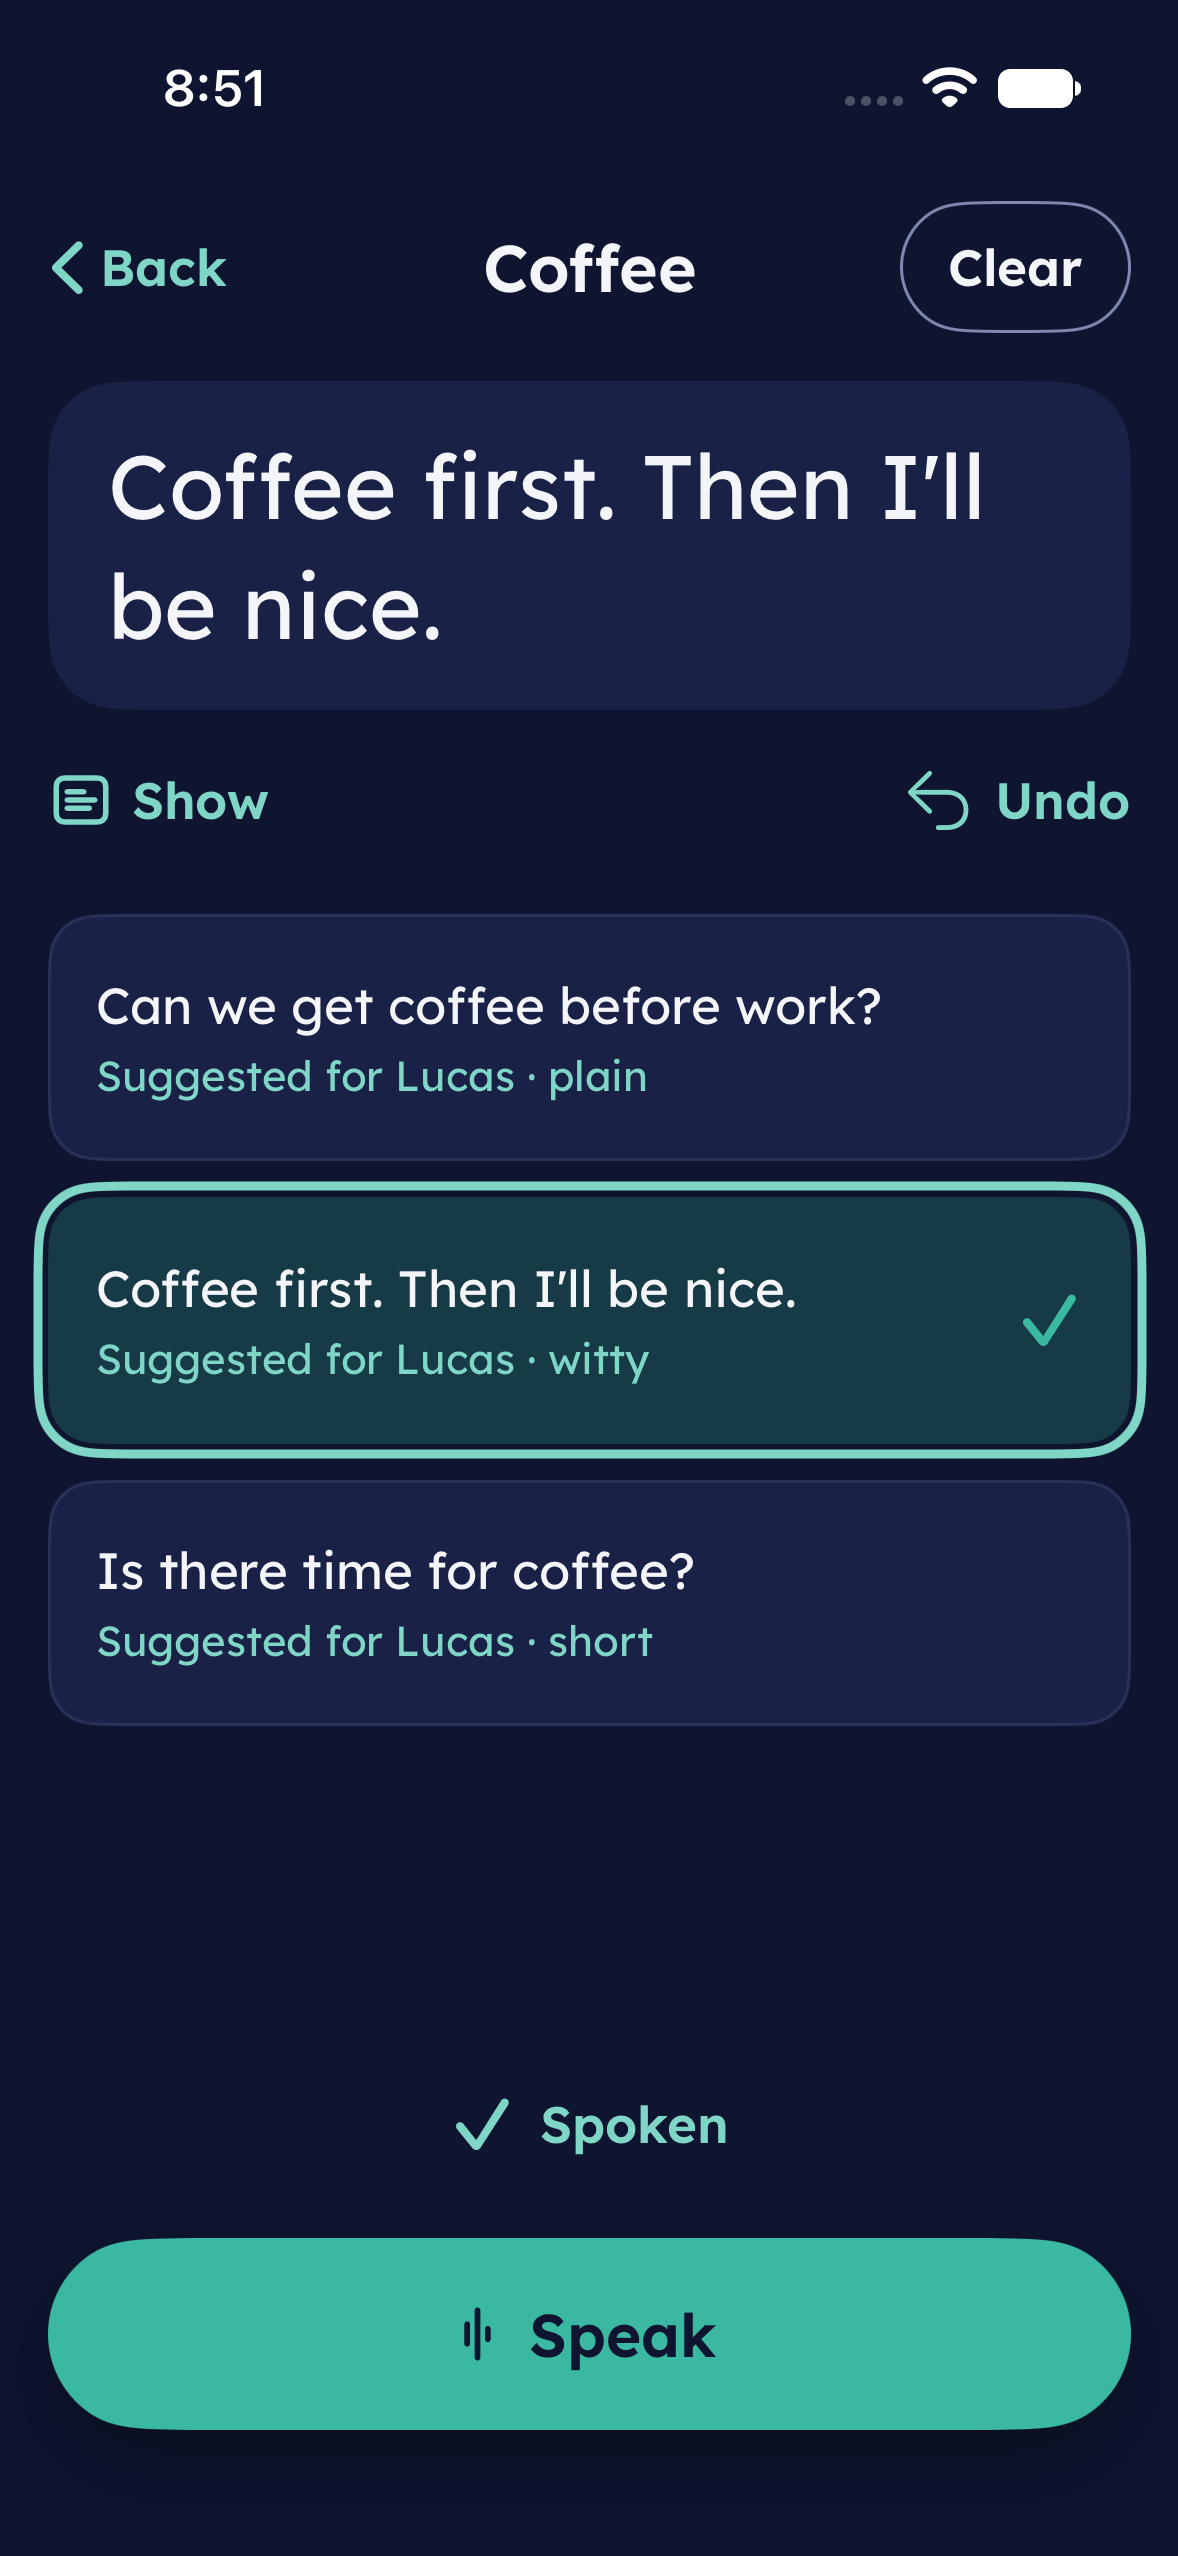 8:51
Back
Coffee
Clear
Coffee first. Then I'll
be nice.
Show
Undo
Can we get coffee before work?
Suggested for Lucas · plain
Coffee first. Then I'll be nice.
Suggested for Lucas · witty
Is there time for coffee?
Suggested for Lucas · short
Spoken
Speak